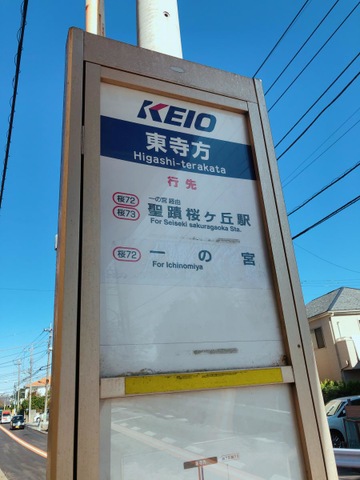 KEIO
東寺方
Higashi-terakata
行先
桜72
桜73
一の宮 経由
聖蹟桜ヶ丘駅
For Seiseki sakuragaoka Sta.
桜72
一の宮
For Ichinomiya